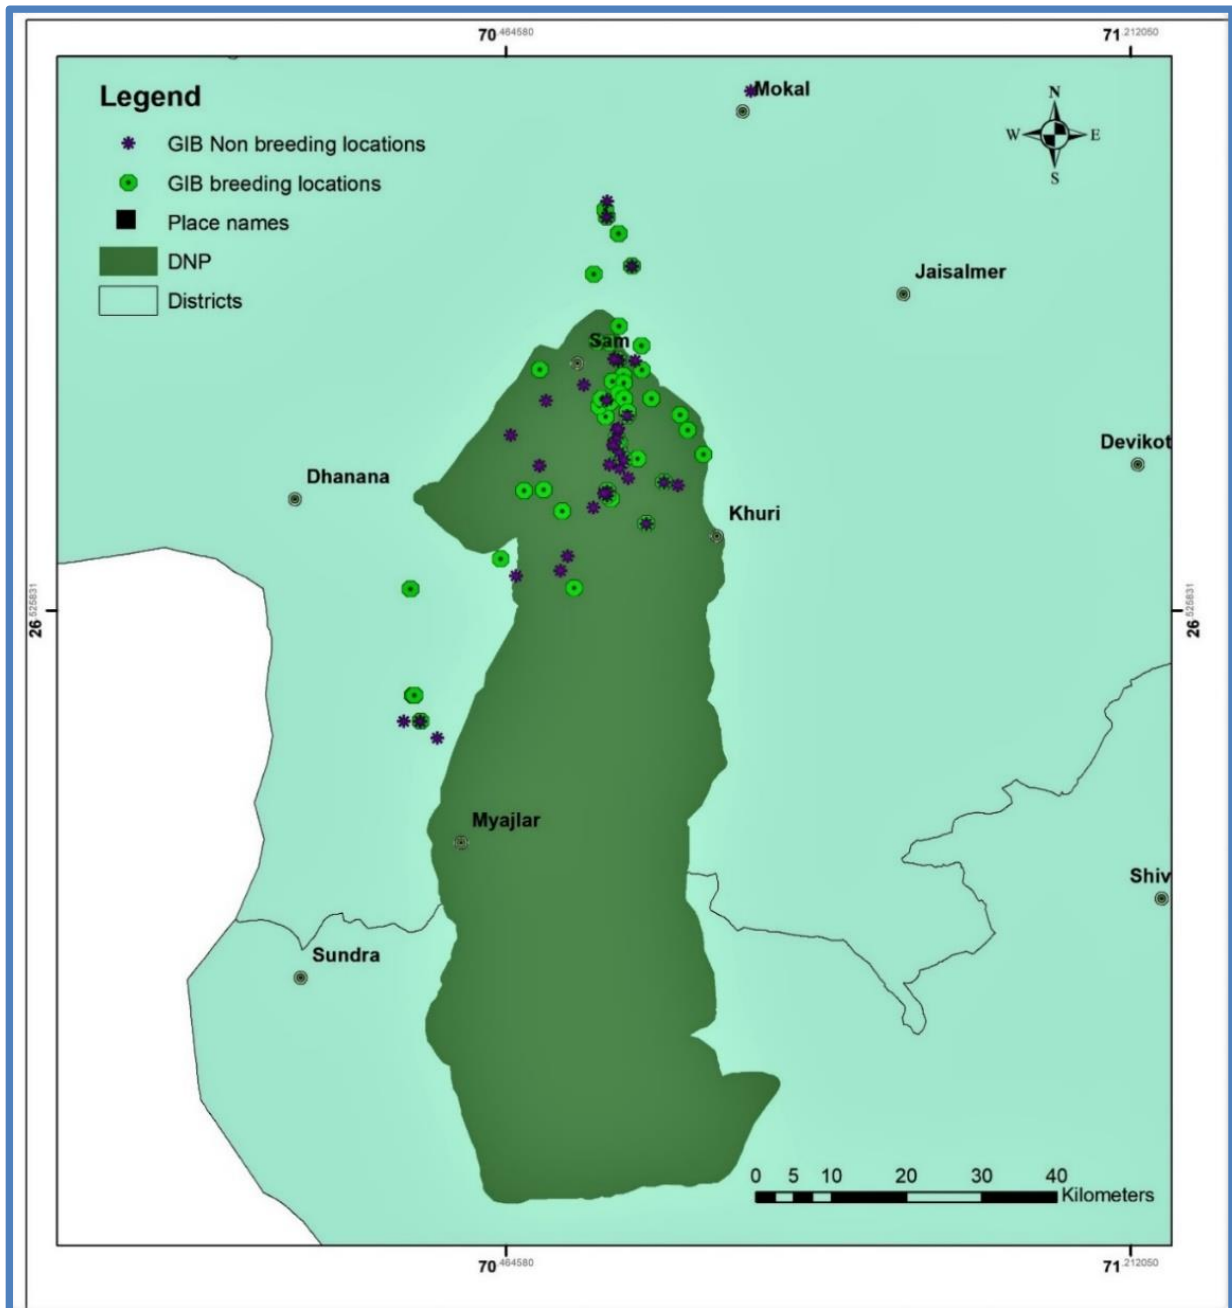 70.464580 71.212050
Legend
GIB Non breeding locations
GIB breeding locations
Place names
DNP
Districts
Mokal
N
W E
S
Jaisalmer
Sam
Devikot
Dhanana
Khuri
26.525831 26.525831
Myajlar
Shiv
Sundra
0 5 10 20 30 40
Kilometers
70.464580 71.212050